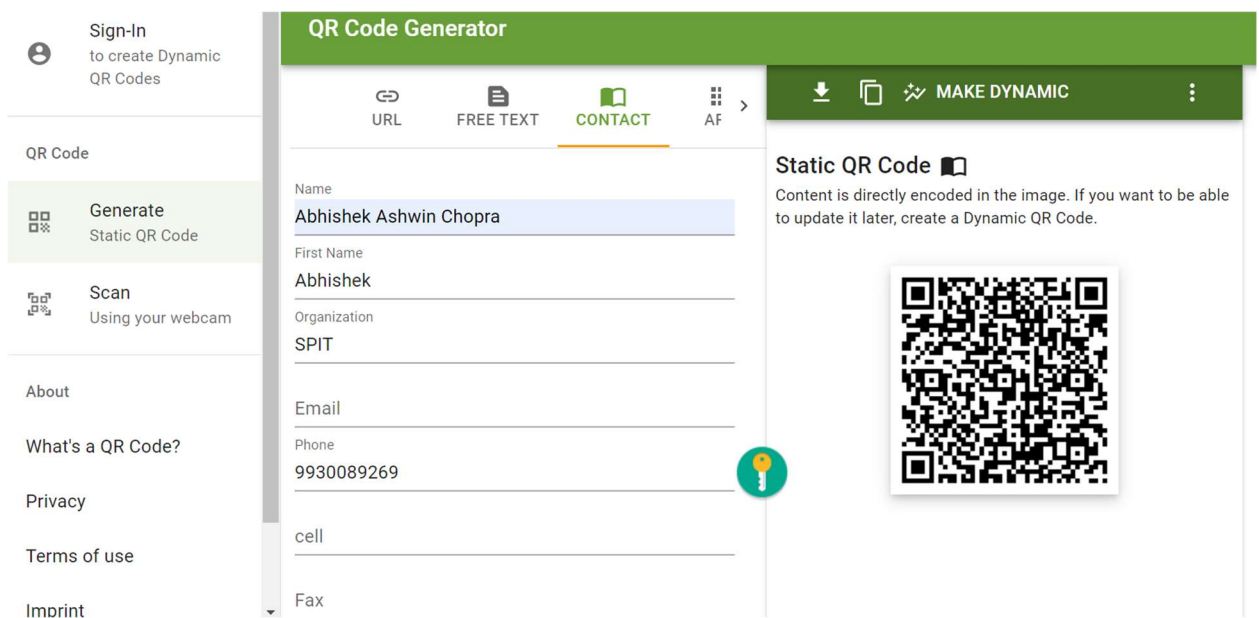 Sign-In
to create Dynamic
QR Codes
QR Code
Generate
Static QR Code
Scan
Using your webcam
About
What's a QR Code?
Privacy
Terms of use
Imprint
QR Code Generator
URL
FREE TEXT
CONTACT
AF
Name
Abhishek Ashwin Chopra
First Name
Abhishek
Organization
SPIT
Email
Phone
9930089269
cell
Fax
MAKE DYNAMIC
Static QR Code
Content is directly encoded in the image. If you want to be able
to update it later, create a Dynamic QR Code.